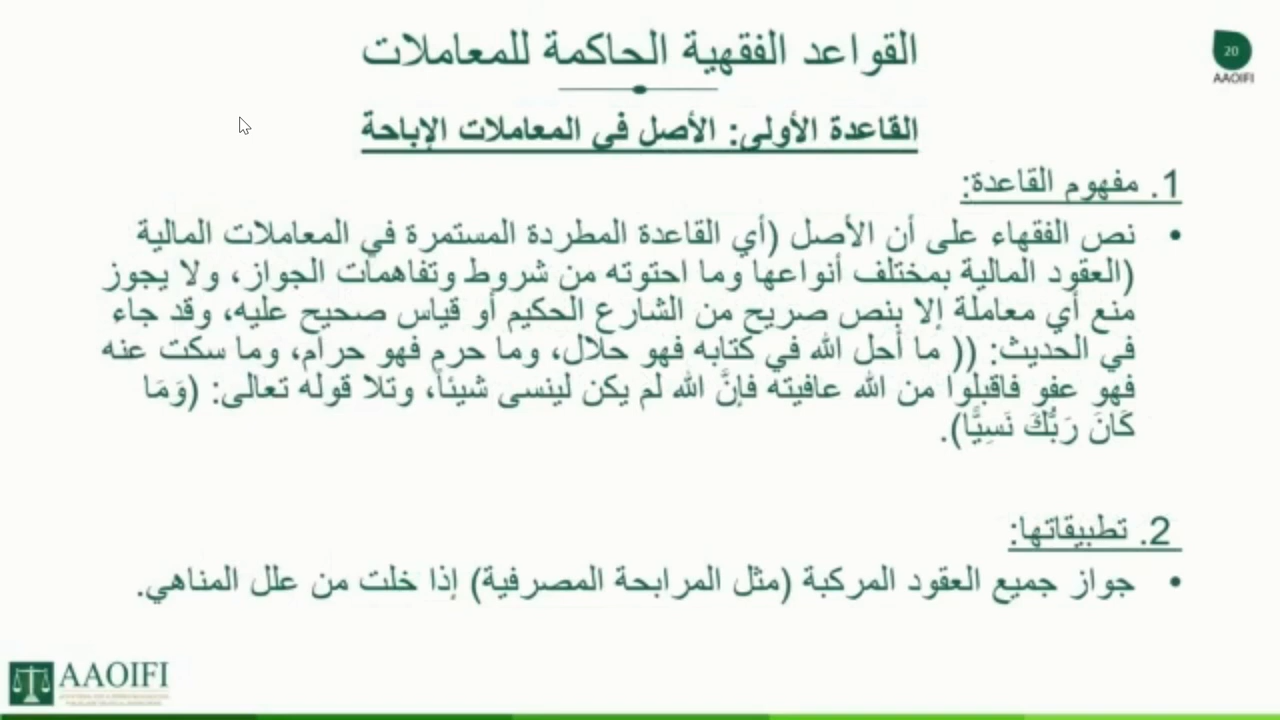 القواعد الفقهية الحاكمة للمعاملات
20
AAOIFI
القاعدة الأولى: الأصل في المعاملات الإباحة
1. مفهوم القاعدة:
• نص الفقهاء على أن الأصل (أي القاعدة المطردة المستمرة في المعاملات المالية
(العقود المالية بمختلف أنواعها وما احتوته من شروط وتفاهمات الجواز، ولا يجوز
منع أي معاملة إلا بنص صريح من الشارع الحكيم أو قياس صحيح عليه، وقد جاء
في الحديث: (( ما أحل الله في كتابه فهو حلال، وما حرم فهو حرام، وما سكت عنه
فهو عفو فاقبلوا من الله عافيته فإنَّ الله لم يكن لينسى شيئاً، وتلا قوله تعالى: (وَمَا
كَانَ رَبُّكَ نَسِيًّا).
2. تطبيقاتها:
• جواز جميع العقود المركبة (مثل المرابحة المصرفية) إذا خلت من علل المناهي.
AAOIFI